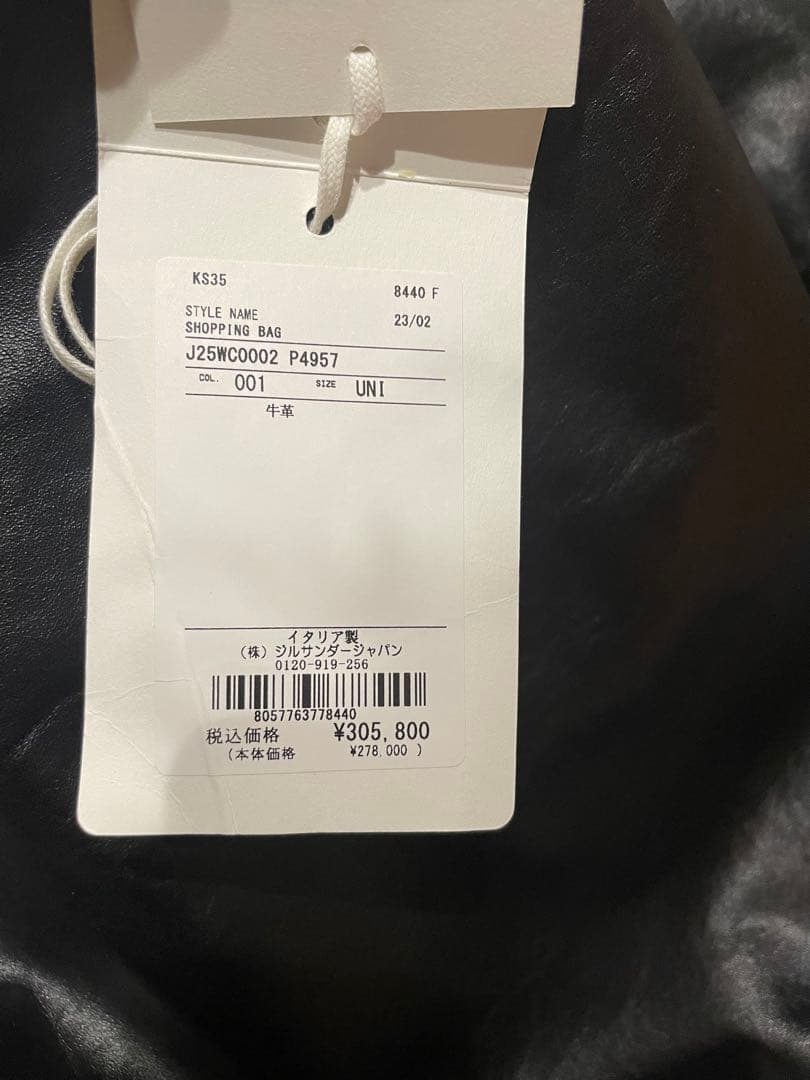 KS35
8440 F
STYLE NAME
23/02
SHOPPING BAG
J25WC0002 P4957
COL. 001 SIZE UNI
牛革
イタリア製
(株) ジルサンダージャパン
0120-919-256
8057763778440
税込価格 ¥305,800
(本体価格 ¥278,000 )